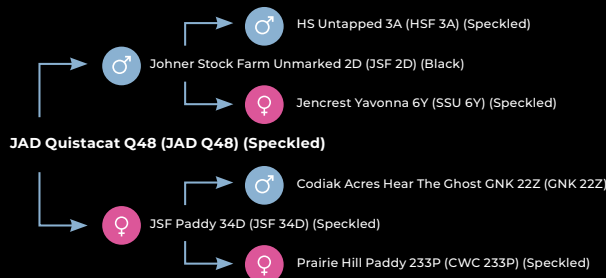 HS Untapped 3A (HSF 3A) (Speckled)
Johner Stock Farm Unmarked 2D (JSF 2D) (Black)
Jencrest Yavonna 6Y (SSU 6Y) (Speckled)
JAD Quistacat Q48 (JAD Q48) (Speckled)
Codiak Acres Hear The Ghost GNK 22Z (GNK 22Z)
JSF Paddy 34D (JSF 34D) (Speckled)
Prairie Hill Paddy 233P (CWC 233P) (Speckled)